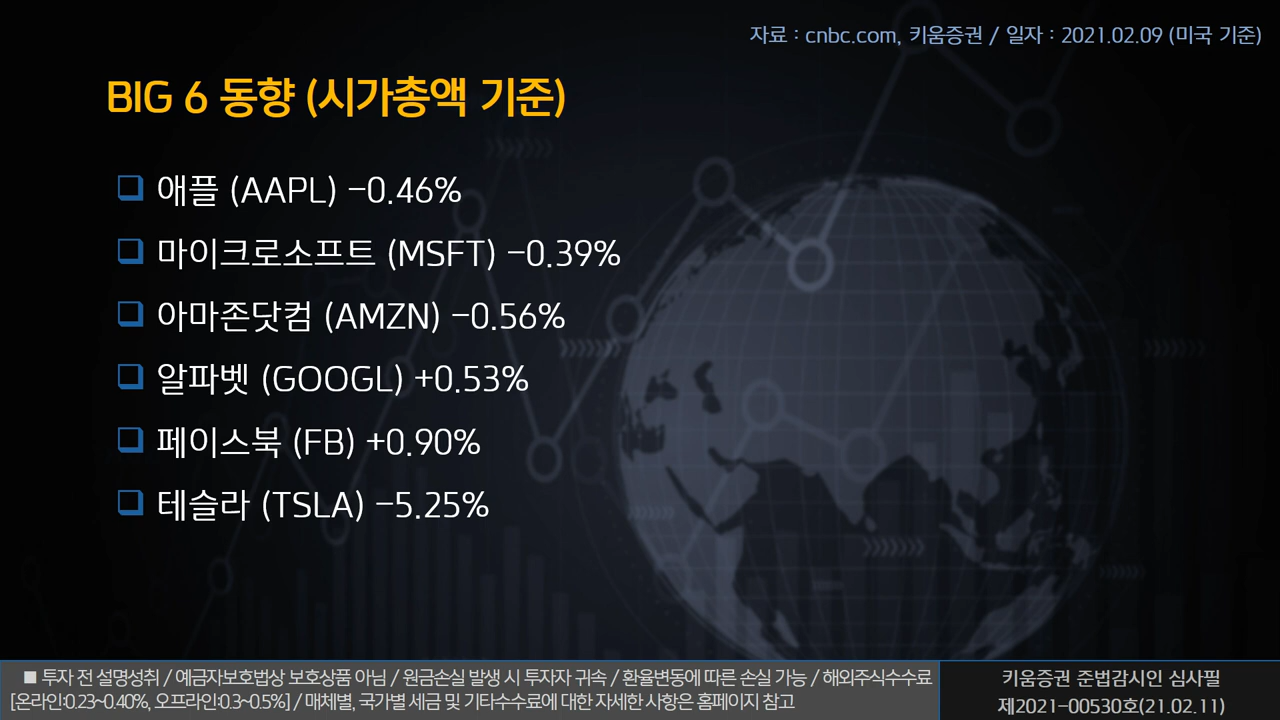 자료 : cnbc.com, 키움증권 / 일자 : 2021.02.09 (미국 기준)
BIG 6 동향 (시가총액 기준)
애플 (AAPL) -0.46%
마이크로소프트 (MSFT) -0.39%
아마존닷컴 (AMZN) -0.56%
알파벳 (GOOGL) +0.53%
페이스북 (FB) +0.90%
테슬라 (TSLA) -5.25%
■ 투자 전 설명성취 / 예금자보호법상 보호상품 아님 / 원금손실 발생 시 투자자 귀속 / 환율변동에 따른 손실 가능 / 해외주식수수료
[온라인:0.23~0.40%, 오프라인:0.3~0.5%] / 매체별, 국가별 세금 및 기타수수료에 대한 자세한 사항은 홈페이지 참고
키움증권 준법감시인 심사필
제2021-00530호(21.02.11)